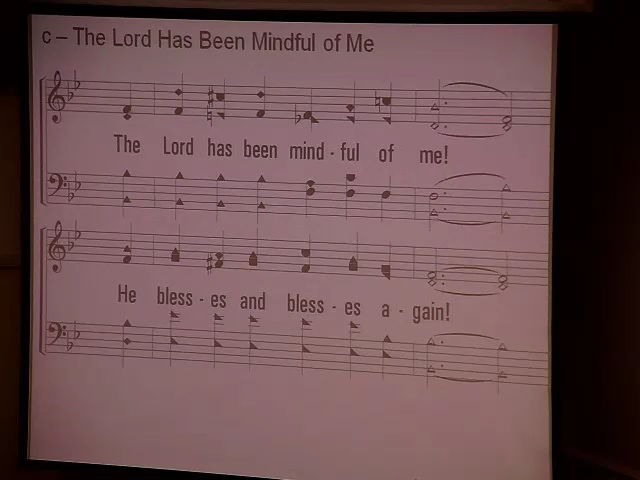 c – The Lord Has Been Mindful of Me
The Lord has been mind - ful of me!
He bless - es and bless - es a - gain!